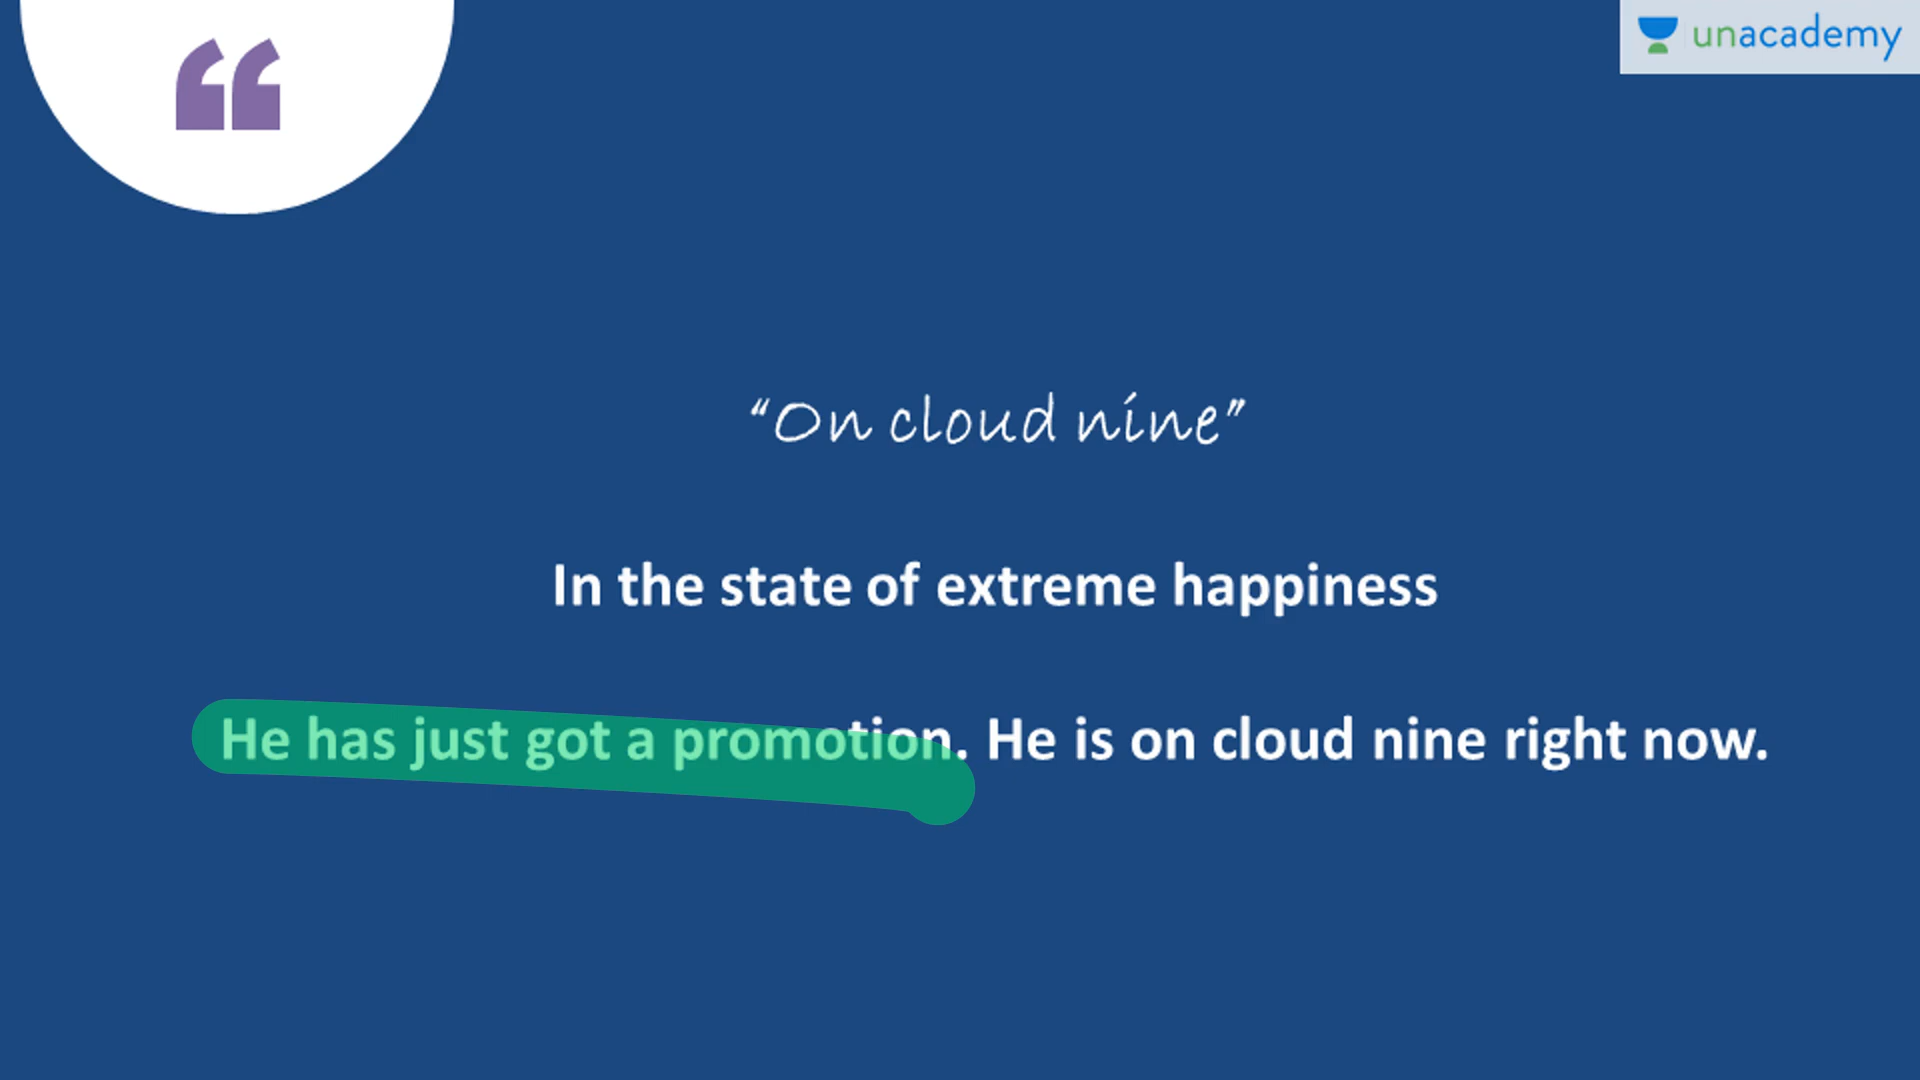 unacademy
“On cloud nine”
In the state of extreme happiness
He has just got a promotion. He is on cloud nine right now.